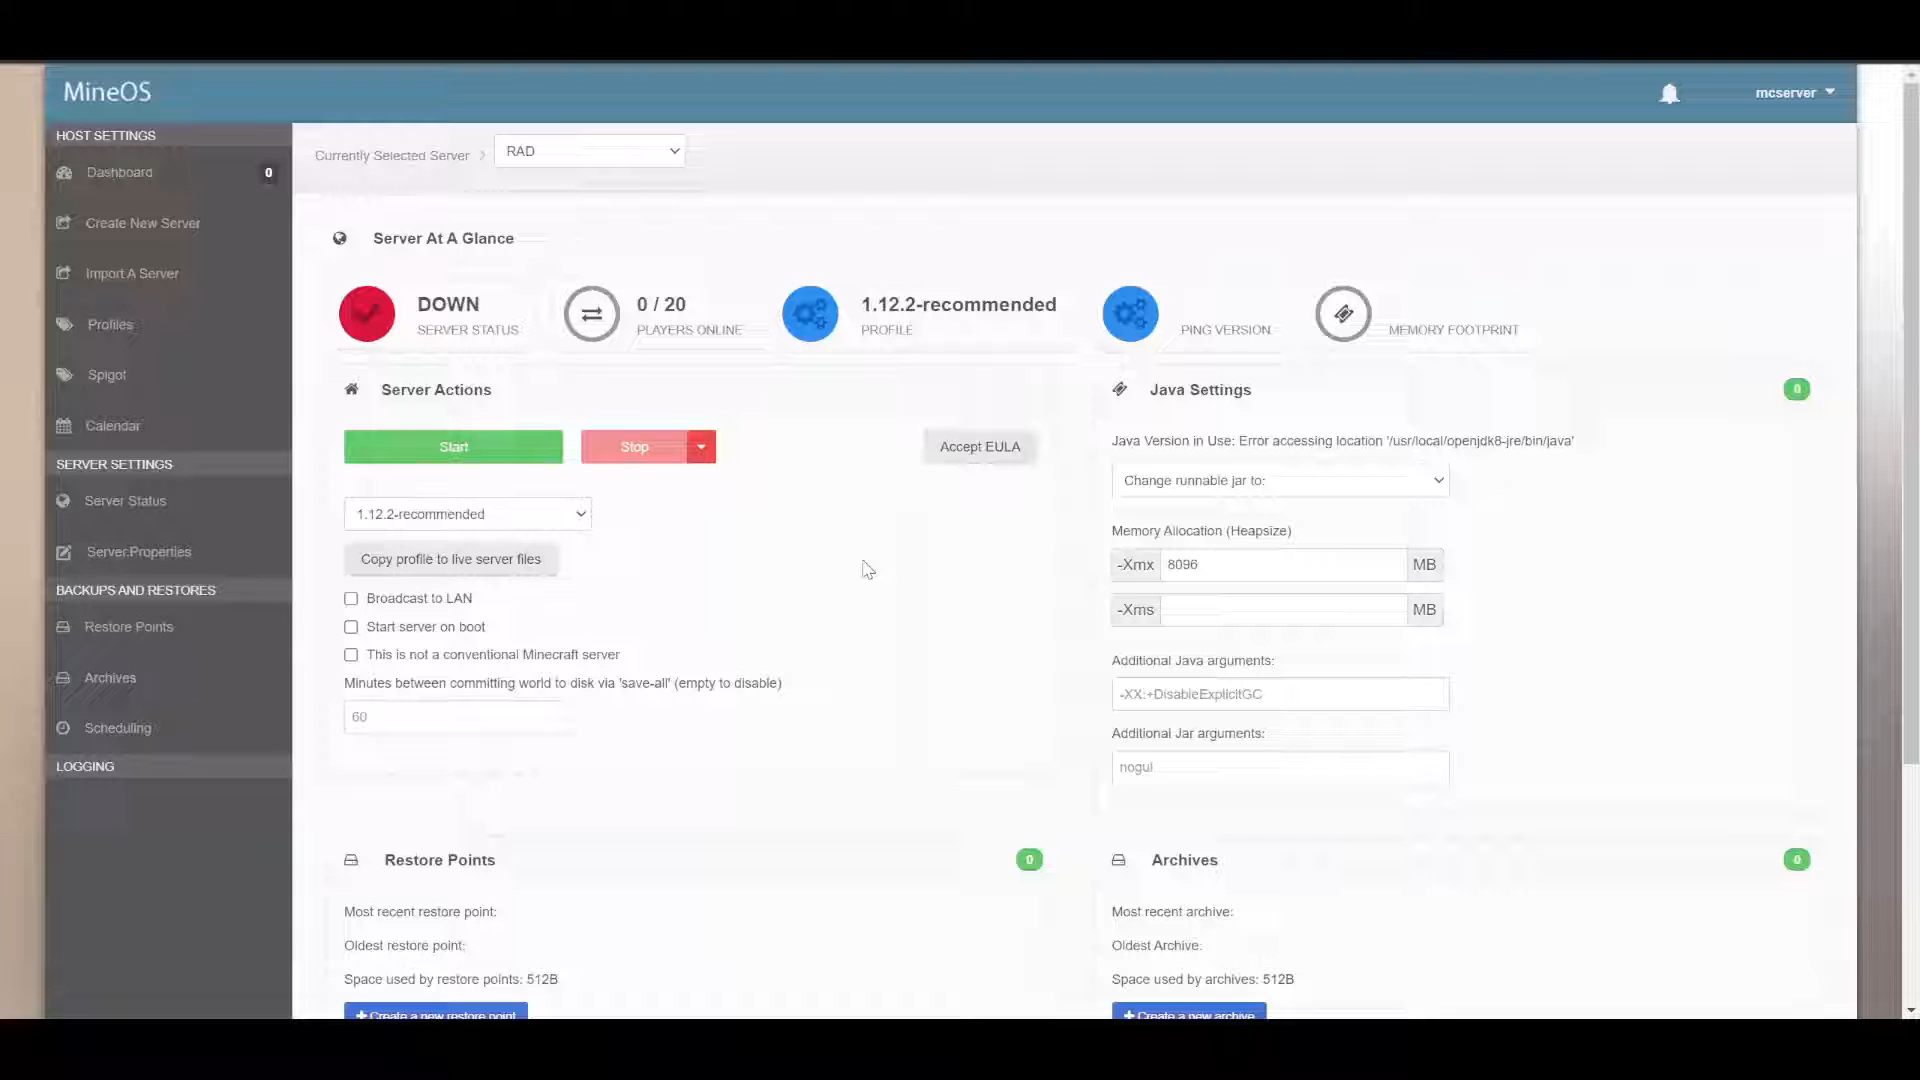 MineOS
mcserver
HOST SETTINGS
Dashboard 0
Create New Server
Import A Server
Profiles
Spigot
Calendar
SERVER SETTINGS
Server Status
Server.Properties
BACKUPS AND RESTORES
Restore Points
Archives
Scheduling
LOGGING
Currently Selected Server RAD
Server At A Glance
DOWN
SERVER STATUS
0 / 20
PLAYERS ONLINE
1.12.2-recommended
PROFILE
PING VERSION
MEMORY FOOTPRINT
Server Actions
Start Stop Accept EULA
1.12.2-recommended
Copy profile to live server files
Broadcast to LAN
Start server on boot
This is not a conventional Minecraft server
Minutes between committing world to disk via 'save-all' (empty to disable)
60
Java Settings 0
Java Version in Use: Error accessing location '/usr/local/openjdk8-jre/bin/java'
Change runnable jar to:
Memory Allocation (Heapsize)
-Xmx 8096 MB
-Xms MB
Additional Java arguments:
-XX:+DisableExplicitGC
Additional Jar arguments:
nogui
Restore Points 0
Most recent restore point:
Oldest restore point:
Space used by restore points: 512B
Create a new restore point
Archives 0
Most recent archive:
Oldest Archive:
Space used by archives: 512B
Create a new archive